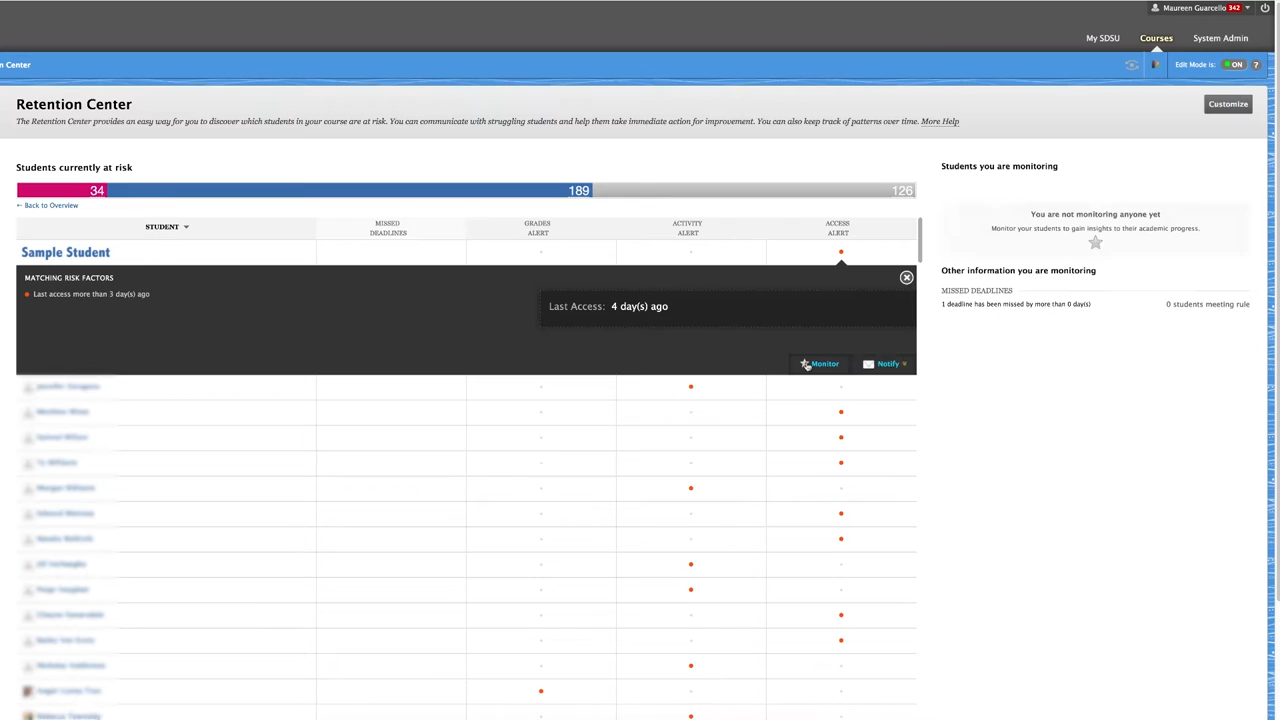 Maureen Guarcello 342
My SDSU Courses System Admin
n Center
Edit Mode is: ON ?
Retention Center
Customize
The Retention Center provides an easy way for you to discover which students in your course are at risk. You can communicate with struggling students and help them take immediate action for improvement. You can also keep track of patterns over time. More Help
Students currently at risk
34 189 126
← Back to Overview
STUDENT
MISSED
DEADLINES
GRADES
ALERT
ACTIVITY
ALERT
ACCESS
ALERT
Sample Student
MATCHING RISK FACTORS
Last access more than 3 day(s) ago
Last Access: 4 day(s) ago
Monitor Notify
Students you are monitoring
You are not monitoring anyone yet
Monitor your students to gain insights to their academic progress.
Other information you are monitoring
MISSED DEADLINES
1 deadline has been missed by more than 0 day(s) 0 students meeting rule